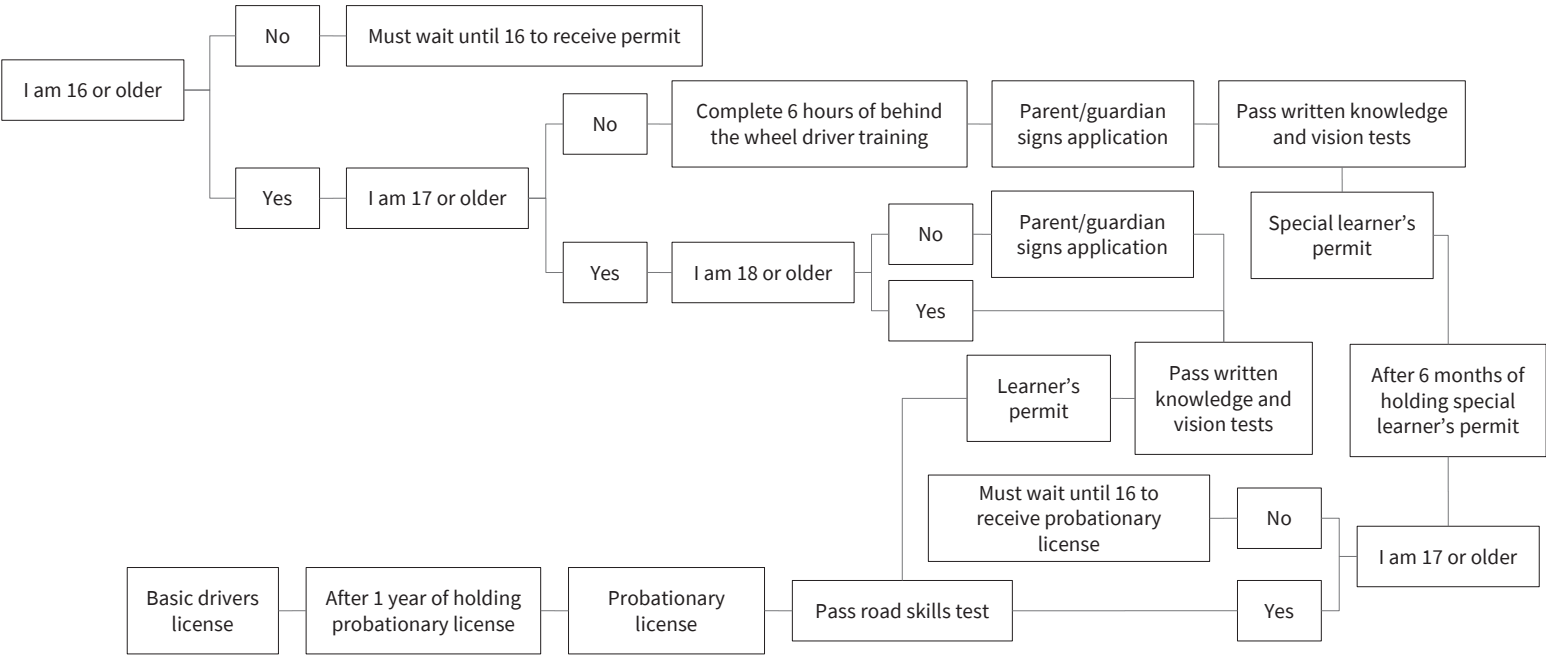 No
Must wait until 16 to receive permit
I am 16 or older
Yes
I am 17 or older
No
Complete 6 hours of behind
the wheel driver training
Parent/guardian
signs application
Pass written knowledge
and vision tests
Special learner’s
permit
Yes
I am 18 or older
No
Parent/guardian
signs application
Yes
Pass written
knowledge and
vision tests
Learner’s
permit
After 6 months of
holding special
learner’s permit
I am 17 or older
No
Must wait until 16 to
receive probationary
license
Yes
Pass road skills test
Probationary
license
After 1 year of holding
probationary license
Basic drivers
license